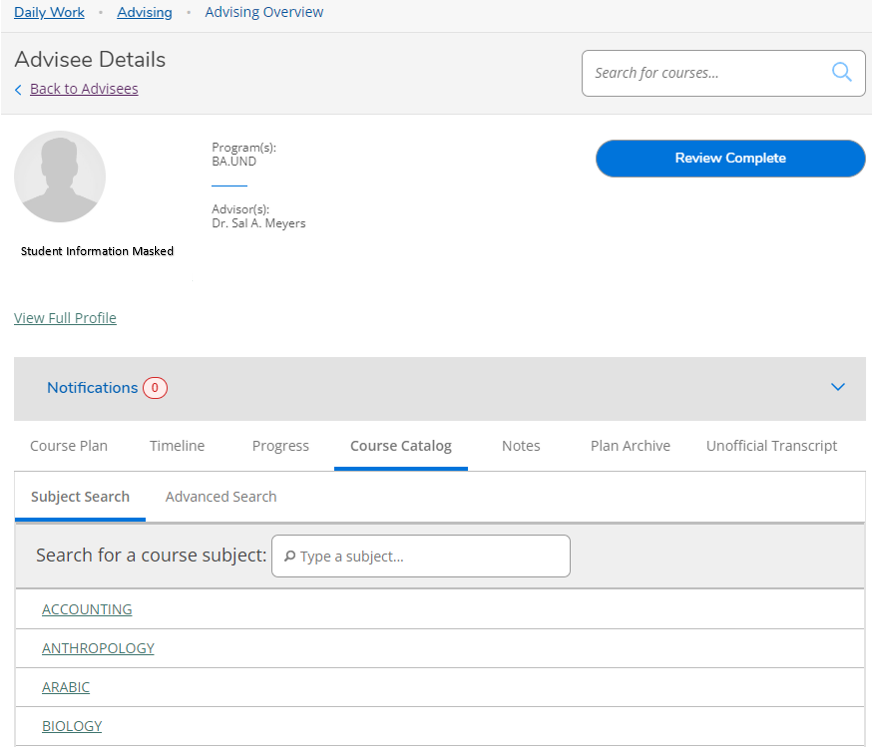 Daily Work • Advising • Advising Overview
Advisee Details
Search for courses...
< Back to Advisees
Program(s):
BA.UND
Review Complete
Advisor(s):
Dr. Sal A. Meyers
Student Information Masked
View Full Profile
Notifications 0
Course Plan Timeline Progress Course Catalog Notes Plan Archive Unofficial Transcript
Subject Search Advanced Search
Search for a course subject: Type a subject...
ACCOUNTING
ANTHROPOLOGY
ARABIC
BIOLOGY